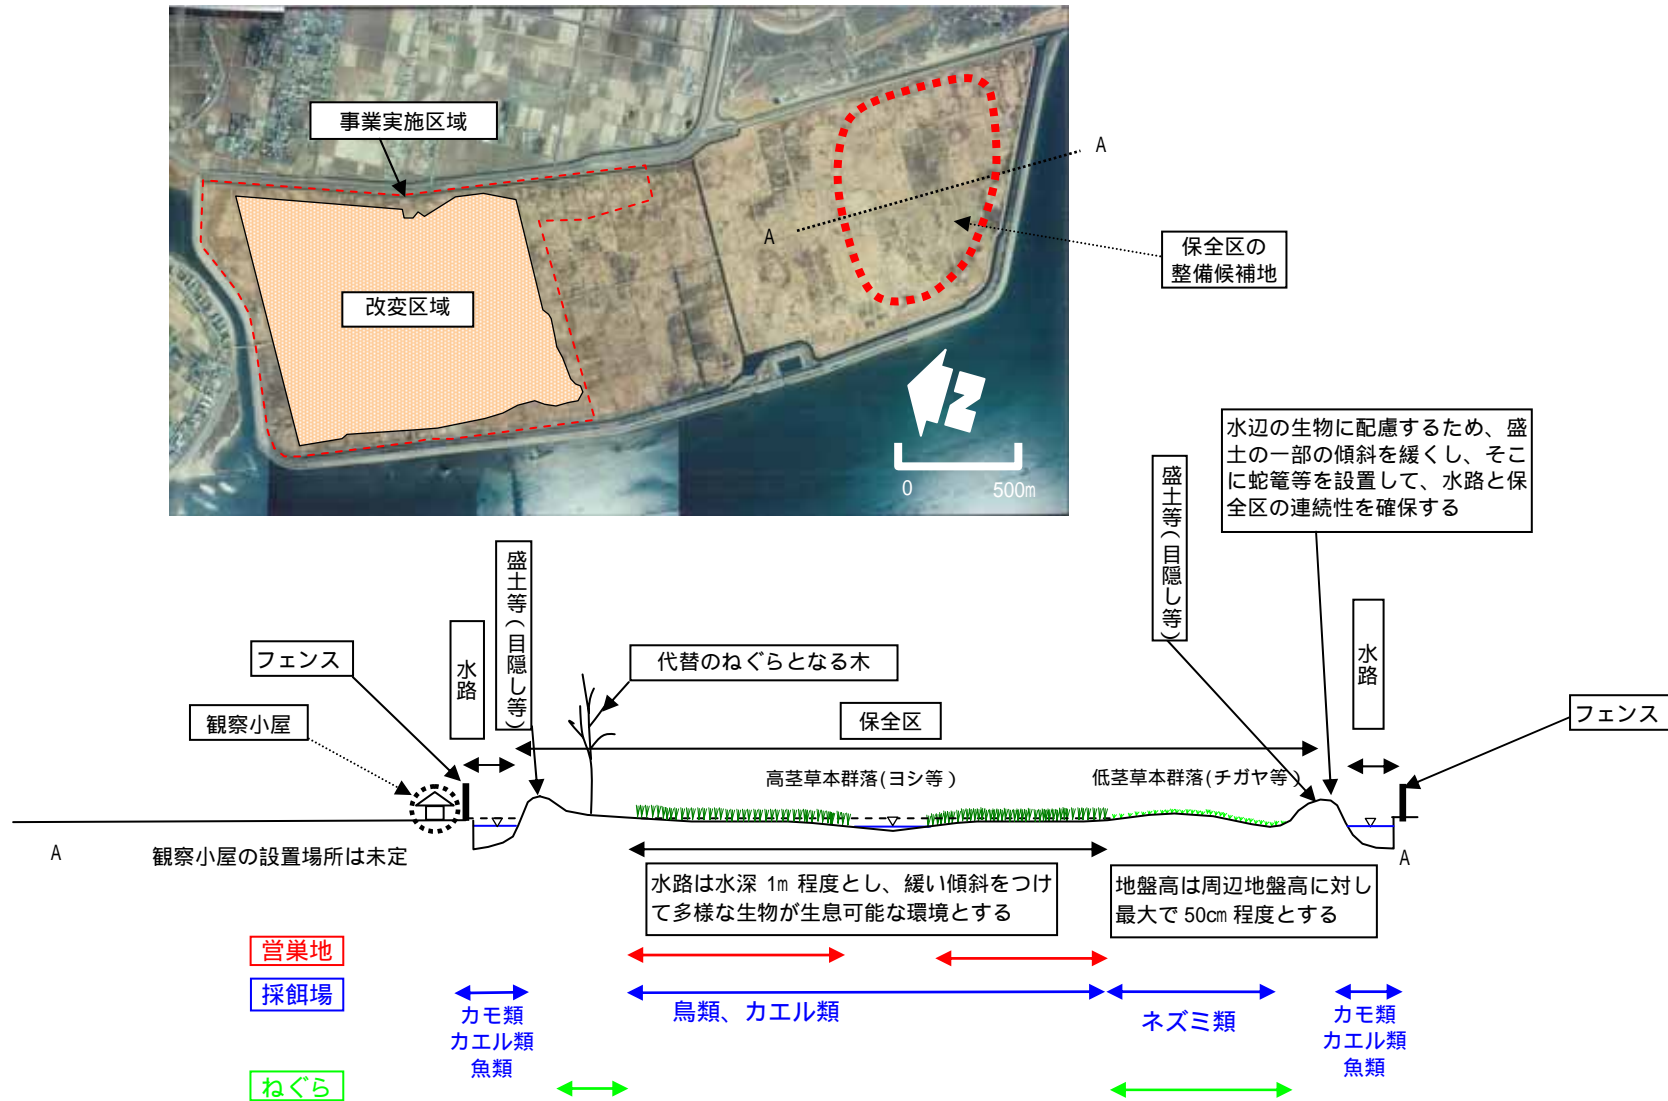 事業実施区域
A
A
保全区の
整備候補地
改変区域
0 500m
水辺の生物に配慮するため、盛
土の一部の傾斜を緩くし、そこ
に蛇篭等を設置して、水路と保
全区の連続性を確保する
盛土等（目隠し等）
盛土等（目隠し等）
水路
水路
フェンス
代替のねぐらとなる木
観察小屋
保全区
フェンス
高茎草本群落(ヨシ等)
低茎草本群落(チガヤ等)
A
観察小屋の設置場所は未定
A
水路は水深 1m 程度とし、緩い傾斜をつけ
て多様な生物が生息可能な環境とする
地盤高は周辺地盤高に対し
最大で 50cm 程度とする
営巣地
採餌場
カモ類
カエル類
魚類
鳥類、カエル類
ネズミ類
カモ類
カエル類
魚類
ねぐら